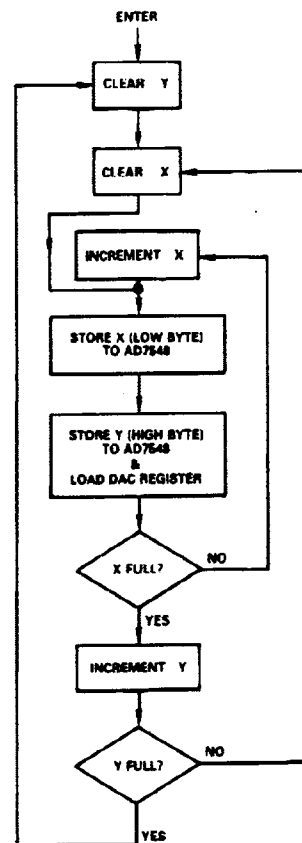 ENTER
CLEAR Y
CLEAR X
INCREMENT X
STORE X (LOW BYTE)
TO AD7548
STORE Y (HIGH BYTE)
TO AD7548
&
LOAD DAC REGISTER
X FULL?
NO
YES
INCREMENT Y
Y FULL?
NO
YES